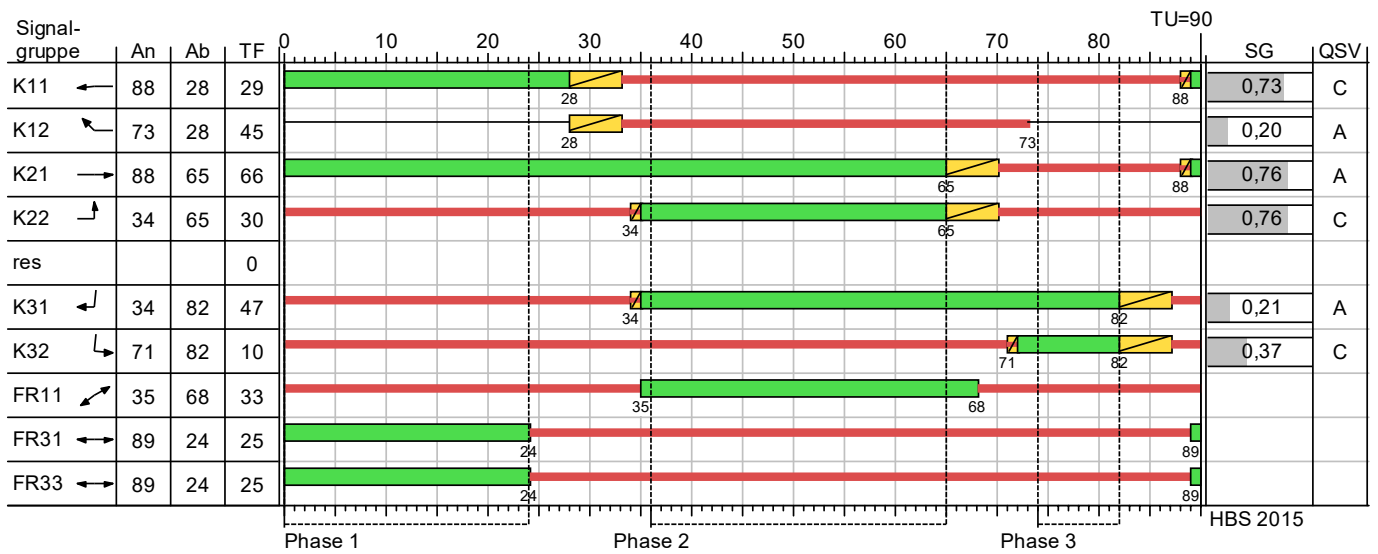 TU=90
Signal-
gruppe An Ab TF 0 10 20 30 40 50 60 70 80 SG QSV
K11 88 28 29 28 88 0,73 C
K12 73 28 45 28 73 0,20 A
K21 88 65 66 65 88 0,76 A
K22 34 65 30 34 65 0,76 C
res 0
K31 34 82 47 34 82 0,21 A
K32 71 82 10 71 82 0,37 C
FR11 35 68 33 35 68
FR31 89 24 25 24 89
FR33 89 24 25 24 89
HBS 2015
Phase 1 Phase 2 Phase 3